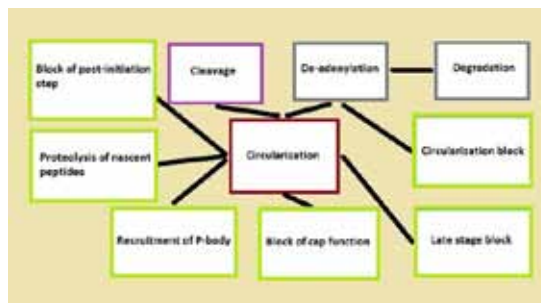 Block of post-initiation
step
Cleavage
De-adenylation
Degradation
Proteolysis of nascent
peptides
Circularization
Circularization block
Recruitment of P-body
Block of cap function
Late stage block